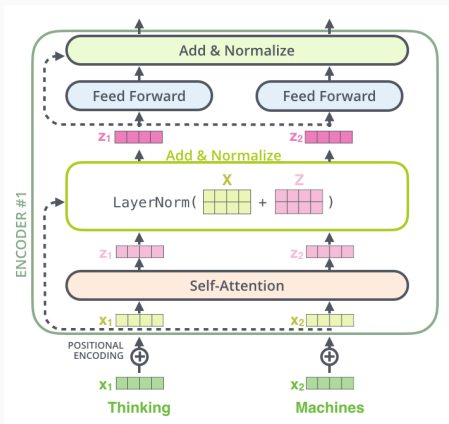 Add & Normalize
Feed Forward
Feed Forward
z1
z2
Add & Normalize
X
Z
LayerNorm( + )
z1
z2
Self-Attention
x1
x2
POSITIONAL
ENCODING
x1
x2
Thinking
Machines
ENCODER #1